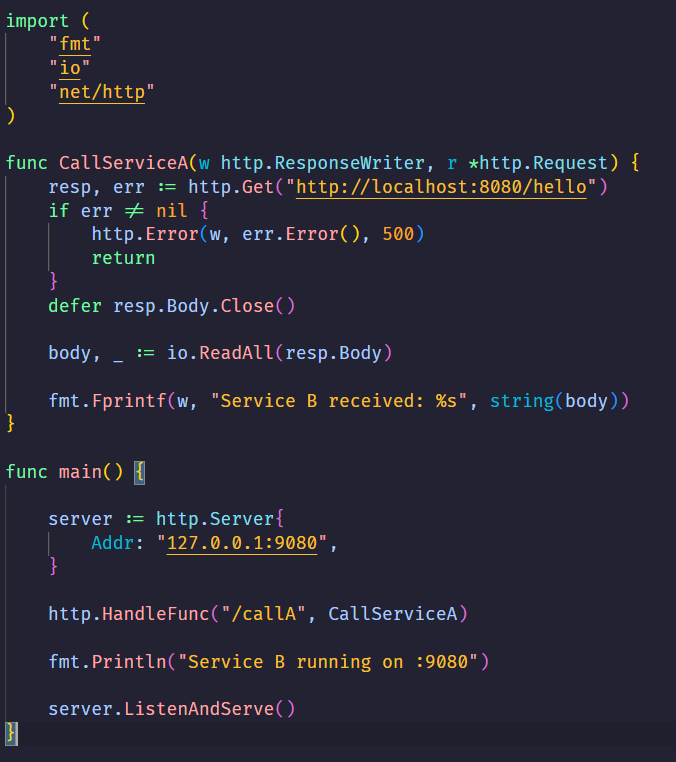 import (
    "fmt"
    "io"
    "net/http"
)
func CallServiceA(w http.ResponseWriter, r *http.Request) {
    resp, err := http.Get("http://localhost:8080/hello")
    if err != nil {
        http.Error(w, err.Error(), 500)
        return
    }
    defer resp.Body.Close()
    body, _ := io.ReadAll(resp.Body)
    fmt.Fprintf(w, "Service B received: %s", string(body))
}
func main() {
    server := http.Server{
        Addr: "127.0.0.1:9080",
    }
    http.HandleFunc("/callA", CallServiceA)
    fmt.Println("Service B running on :9080")
    server.ListenAndServe()
}